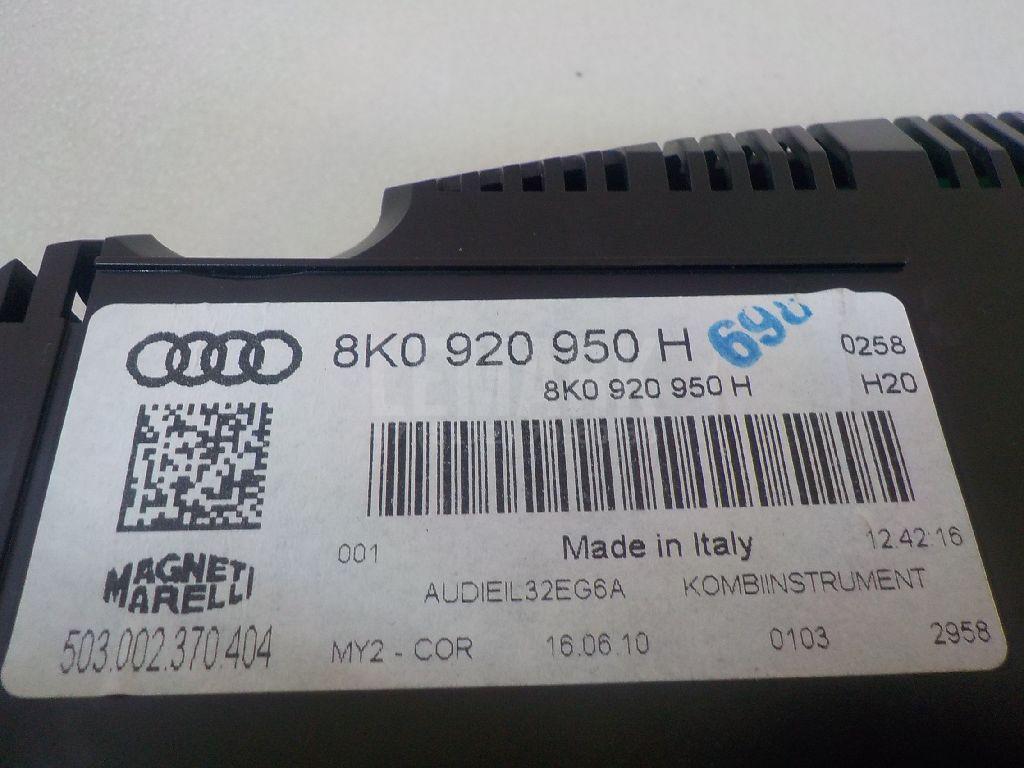 8K0 920 950 H 698 0258
8K0 920 950 H H20
001 Made in Italy 12:42:16
MAGNETI MARELLI
AUDIEIL32EG6A KOMBIINSTRUMENT
503.002.370.404
MY2 - COR 16.06.10 0103 2958